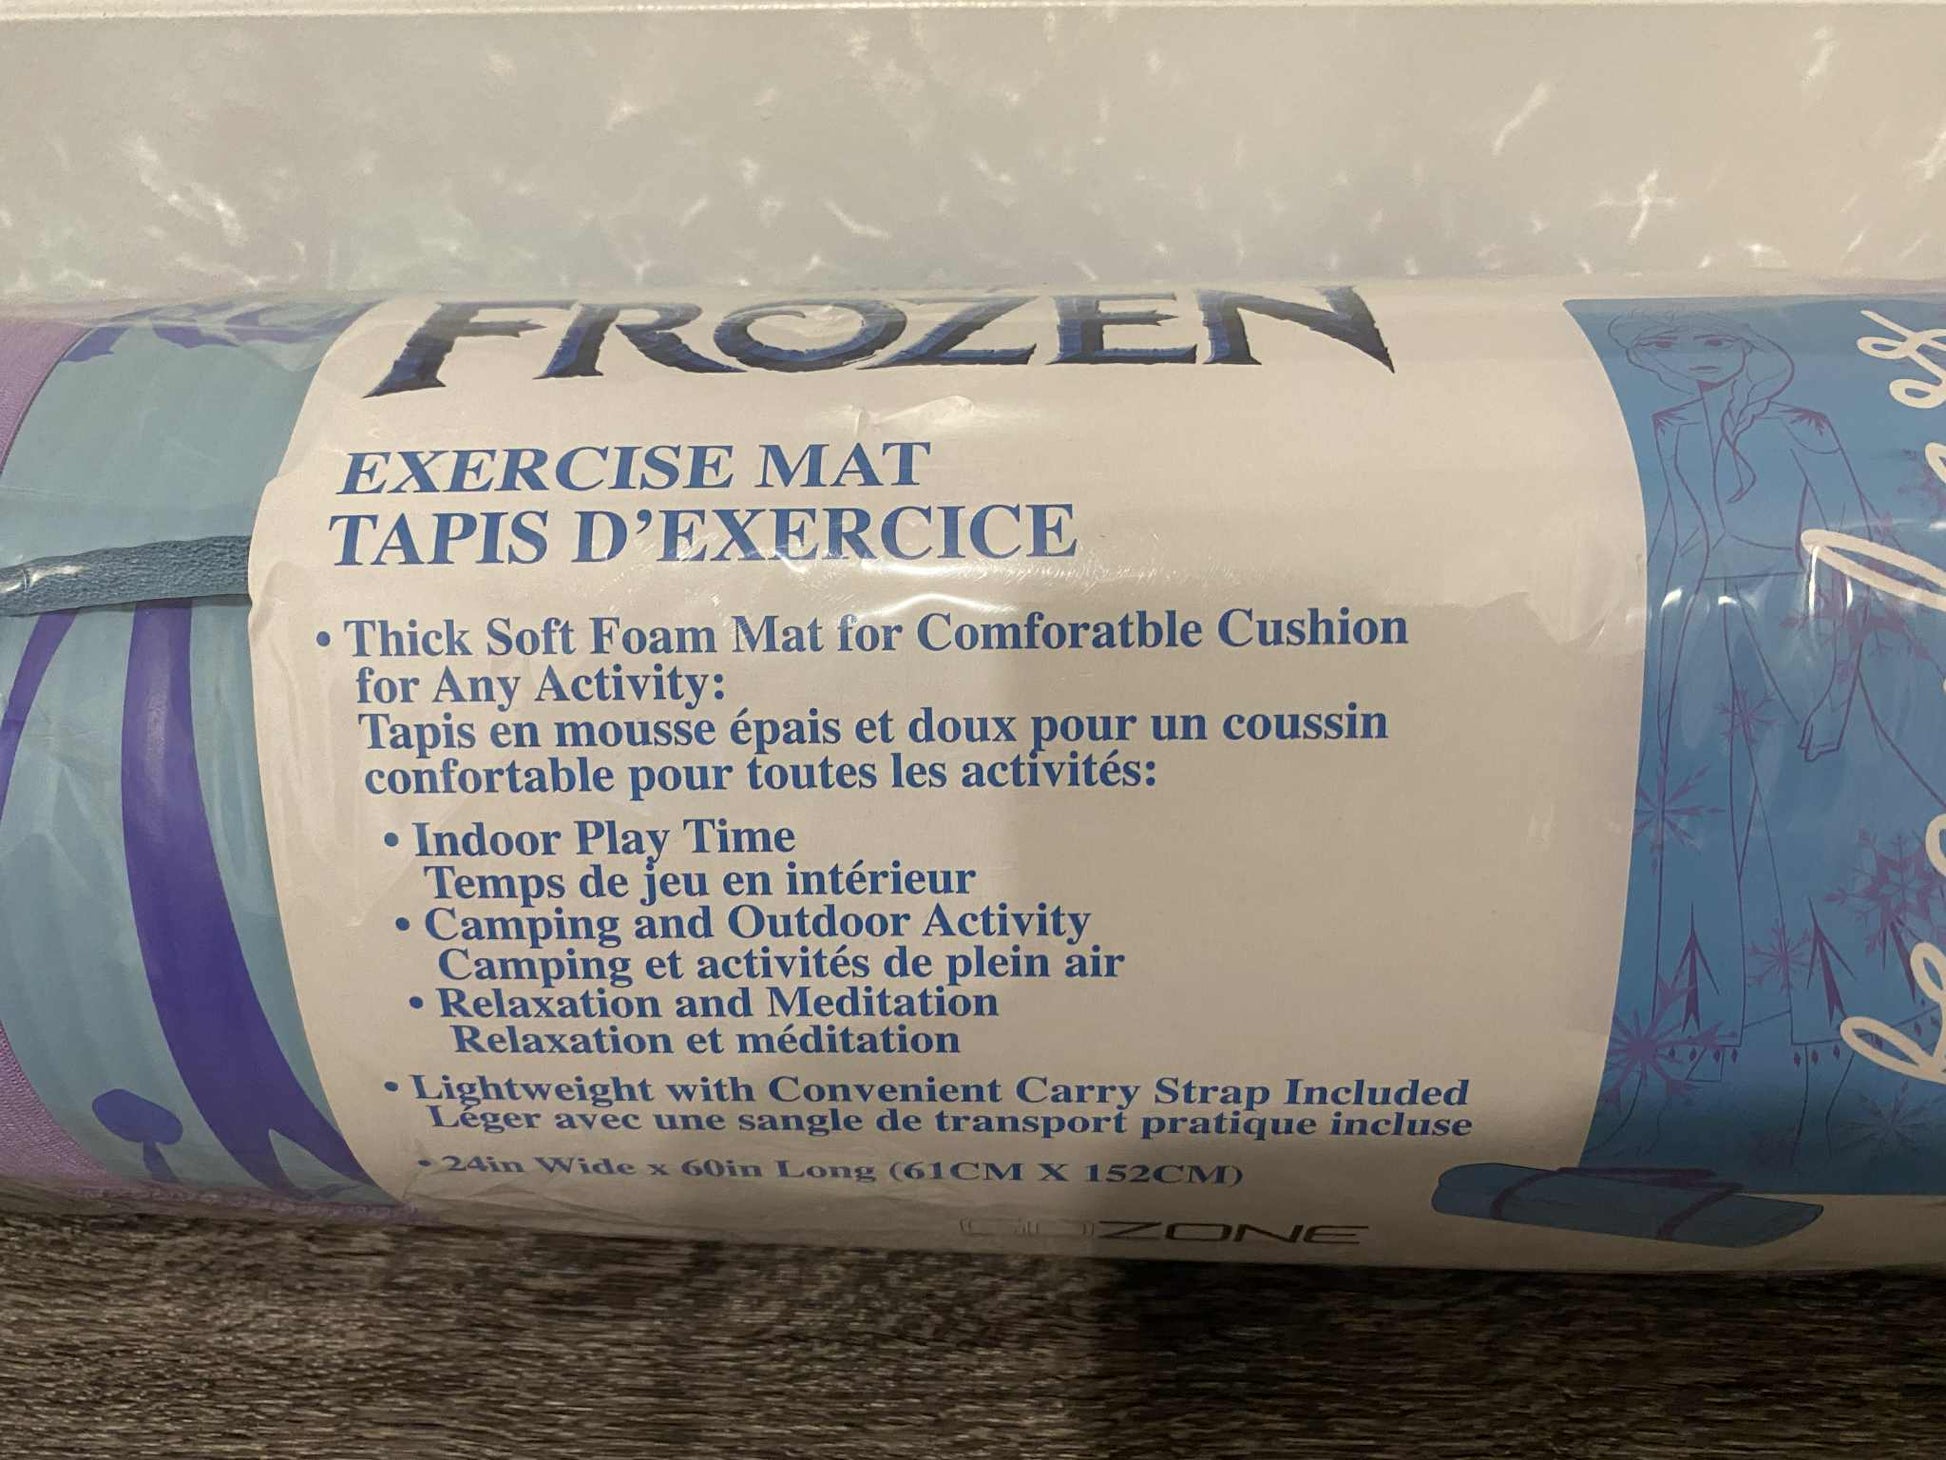 FROZEN
EXERCISE MAT
TAPIS D'EXERCICE
• Thick Soft Foam Mat for Comforatble Cushion
for Any Activity:
Tapis en mousse épais et doux pour un coussin
confortable pour toutes les activités:
• Indoor Play Time
Temps de jeu en intérieur
• Camping and Outdoor Activity
Camping et activités de plein air
• Relaxation and Meditation
Relaxation et méditation
• Lightweight with Convenient Carry Strap Included
Léger avec une sangle de transport pratique incluse
• 24in Wide x 60in Long (61CM X 152CM)
GOZONE